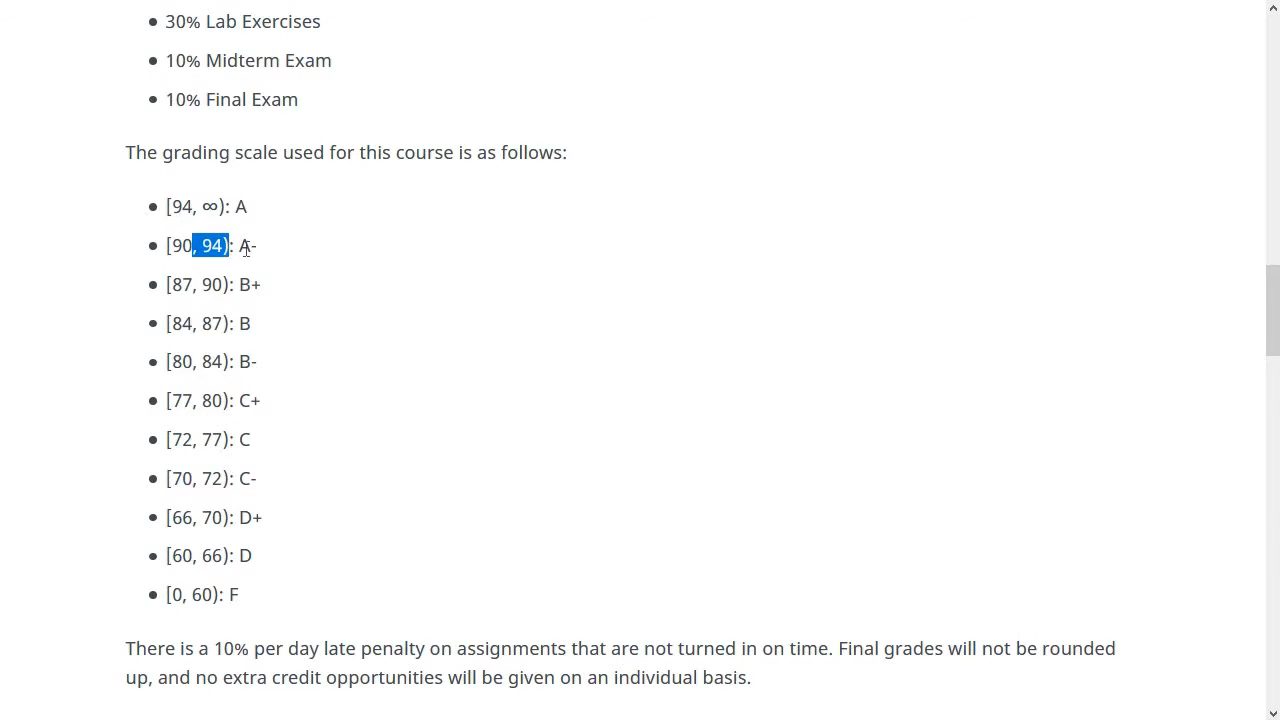 30% Lab Exercises
10% Midterm Exam
10% Final Exam
The grading scale used for this course is as follows:
[94, ∞): A
[90, 94): A-
[87, 90): B+
[84, 87): B
[80, 84): B-
[77, 80): C+
[72, 77): C
[70, 72): C-
[66, 70): D+
[60, 66): D
[0, 60): F
There is a 10% per day late penalty on assignments that are not turned in on time. Final grades will not be rounded
up, and no extra credit opportunities will be given on an individual basis.